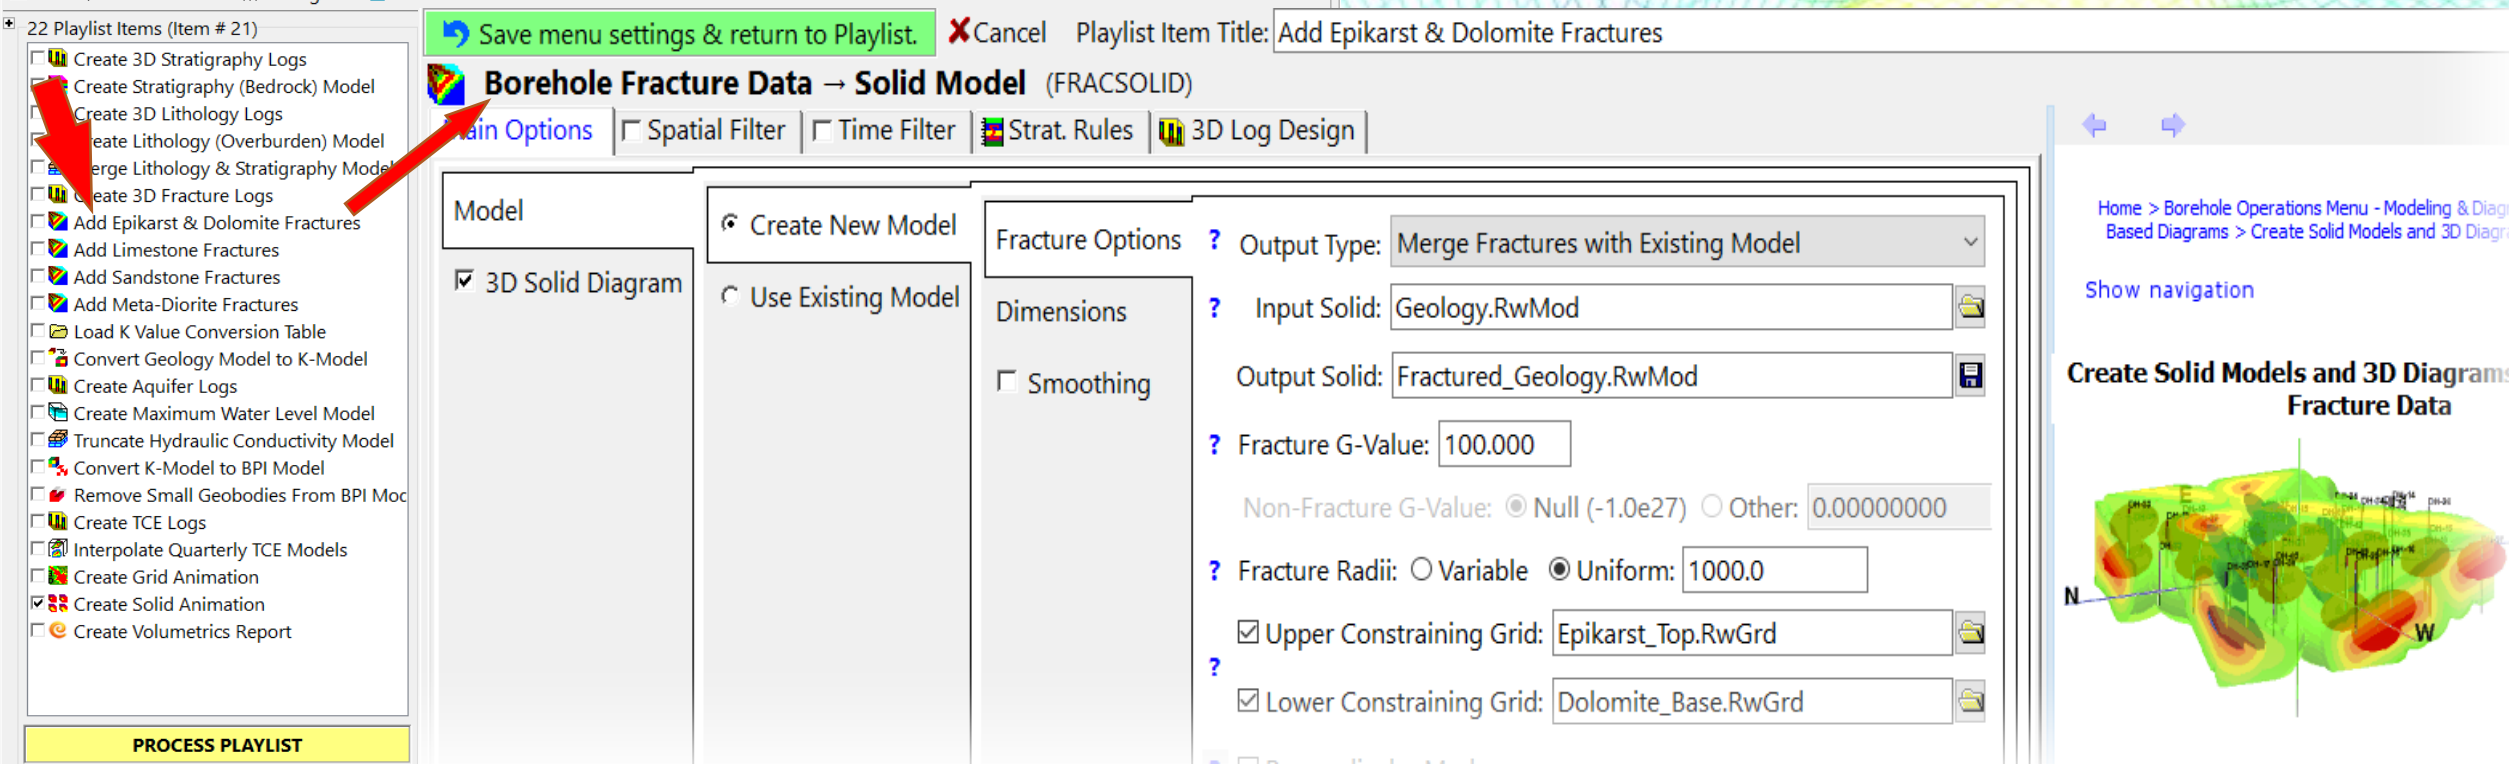 22 Playlist Items (Item # 21)
Create 3D Stratigraphy Logs
Create Stratigraphy (Bedrock) Model
Create 3D Lithology Logs
Create Lithology (Overburden) Model
Merge Lithology & Stratigraphy Model
Create 3D Fracture Logs
Add Epikarst & Dolomite Fractures
Add Limestone Fractures
Add Sandstone Fractures
Add Meta-Diorite Fractures
Load K Value Conversion Table
Convert Geology Model to K-Model
Create Aquifer Logs
Create Maximum Water Level Model
Truncate Hydraulic Conductivity Model
Convert K-Model to BPI Model
Remove Small Geobodies From BPI Moc
Create TCE Logs
Interpolate Quarterly TCE Models
Create Grid Animation
Create Solid Animation
Create Volumetrics Report
PROCESS PLAYLIST
Save menu settings & return to Playlist. Cancel Playlist Item Title: Add Epikarst & Dolomite Fractures
Borehole Fracture Data → Solid Model (FRACSOLID)
Main Options Spatial Filter Time Filter Strat. Rules 3D Log Design
Model
3D Solid Diagram
Create New Model
Use Existing Model
Fracture Options
Dimensions
Smoothing
? Output Type: Merge Fractures with Existing Model
? Input Solid: Geology.RwMod
Output Solid: Fractured_Geology.RwMod
? Fracture G-Value: 100.000
Non-Fracture G-Value: Null (-1.0e27) Other: 0.00000000
? Fracture Radii: Variable Uniform: 1000.0
Upper Constraining Grid: Epikarst_Top.RwGrd
?
Lower Constraining Grid: Dolomite_Base.RwGrd
Home > Borehole Operations Menu - Modeling & Diag
Based Diagrams > Create Solid Models and 3D Diagr
Show navigation
Create Solid Models and 3D Diagrams
Fracture Data
E
N
W